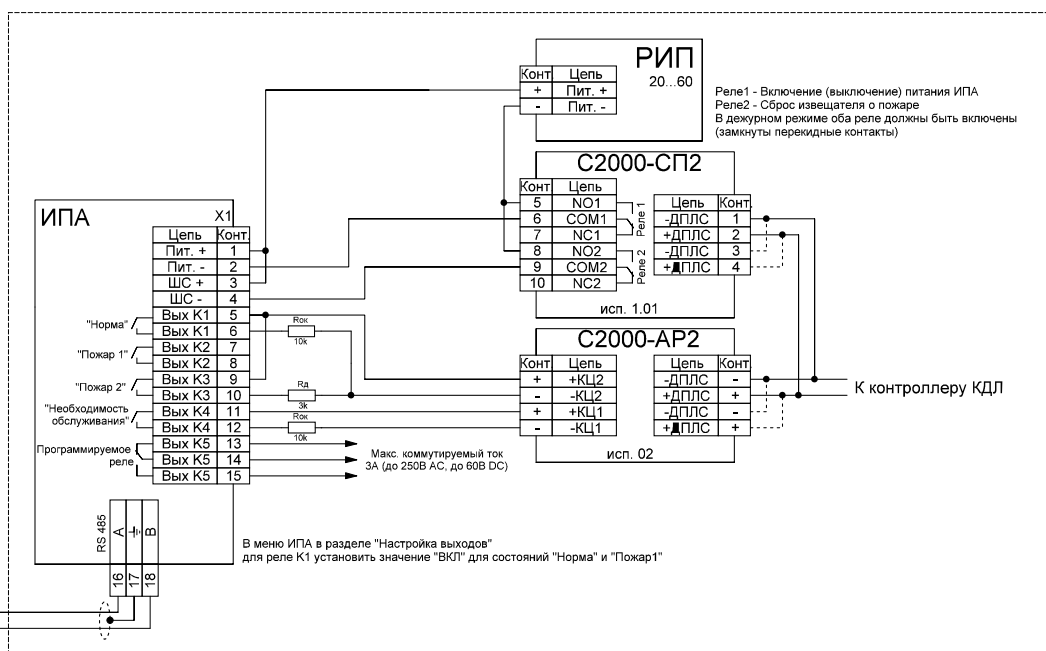 РИП
20...60
Конт Цепь
+ Пит. +
- Пит. -
Реле1 - Включение (выключение) питания ИПА
Реле2 - Сброс извещателя о пожаре
В дежурном режиме оба реле должны быть включены
(замкнуты перекидные контакты)
С2000-СП2
Конт Цепь
5 NO1
6 COM1
7 NC1
8 NO2
9 COM2
10 NC2
Реле 1
Реле 2
Цепь Конт.
-ДПЛС 1
+ДПЛС 2
-ДПЛС 3
+ДПЛС 4
исп. 1.01
ИПА
X1
Цепь Конт.
Пит. + 1
Пит. - 2
ШС + 3
ШС - 4
Вых К1 5
Вых К1 6
Вых К2 7
Вых К2 8
Вых К3 9
Вых К3 10
Вых К4 11
Вых К4 12
Вых К5 13
Вых К5 14
Вых К5 15
"Норма"
"Пожар 1"
"Пожар 2"
"Необходимость
обслуживания"
Программируемое
реле
Rок
10k
Rд
3k
Rок
10k
С2000-АР2
Конт Цепь
+ +КЦ2
- -КЦ2
+ +КЦ1
- -КЦ1
Цепь Конт.
-ДПЛС -
+ДПЛС +
-ДПЛС -
+ДПЛС +
исп. 02
К контроллеру КДЛ
Макс. коммутируемый ток
3А (до 250В AC, до 60В DC)
RS 485
A
B
16
17
18
В меню ИПА в разделе "Настройка выходов"
для реле К1 установить значение "ВКЛ" для состояний "Норма" и "Пожар1"